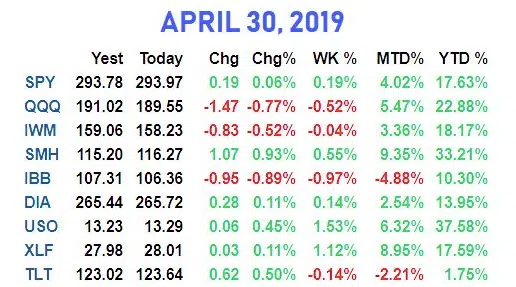 APRIL 30, 2019
Yest Today Chg Chg% WK % MTD% YTD %
SPY 293.78 293.97 0.19 0.06% 0.19% 4.02% 17.63%
QQQ 191.02 189.55 -1.47 -0.77% -0.52% 5.47% 22.88%
IWM 159.06 158.23 -0.83 -0.52% -0.04% 3.36% 18.17%
SMH 115.20 116.27 1.07 0.93% 0.55% 9.35% 33.21%
IBB 107.31 106.36 -0.95 -0.89% -0.97% -4.88% 10.30%
DIA 265.44 265.72 0.28 0.11% 0.14% 2.54% 13.95%
USO 13.23 13.29 0.06 0.45% 1.53% 6.32% 37.58%
XLF 27.98 28.01 0.03 0.11% 1.12% 8.95% 17.59%
TLT 123.02 123.64 0.62 0.50% -0.14% -2.21% 1.75%